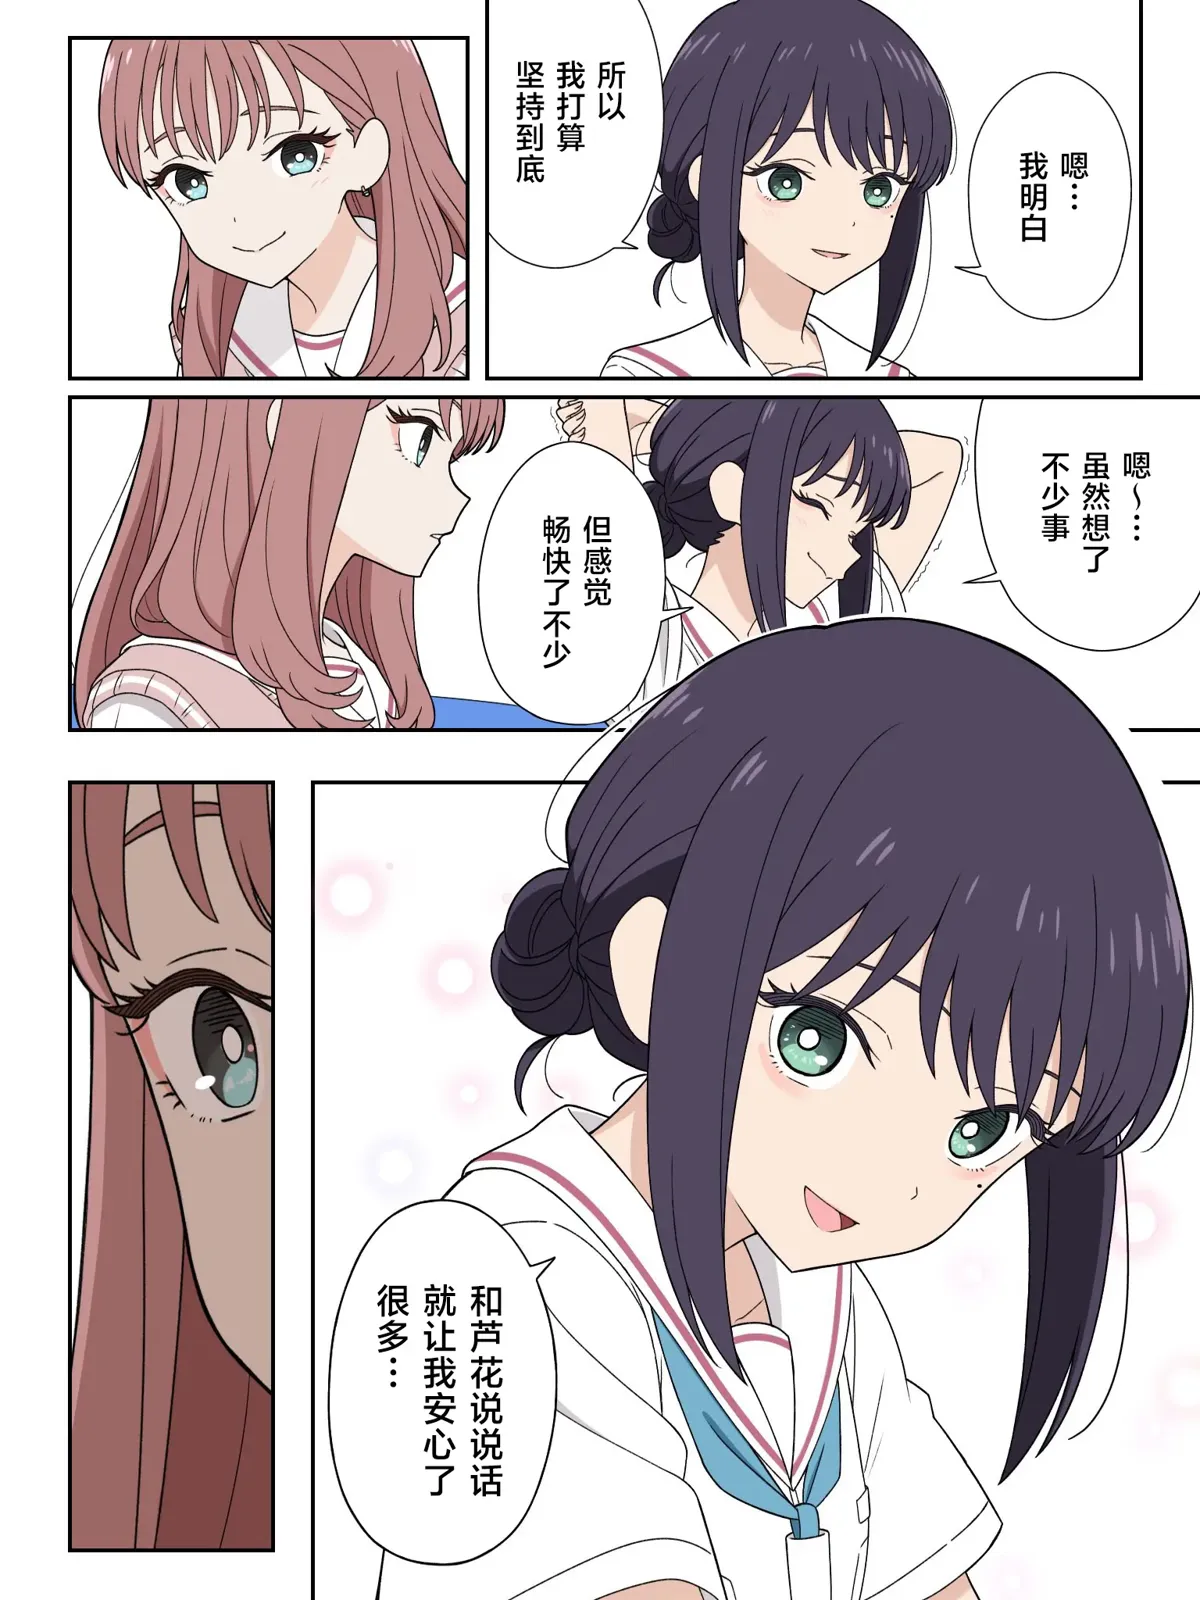 嗯…
我明白
所以
我打算
坚持到底
嗯～…
虽然想了
不少事
但感觉
畅快了不少
和芦花说说话
就让我安心了
很多…